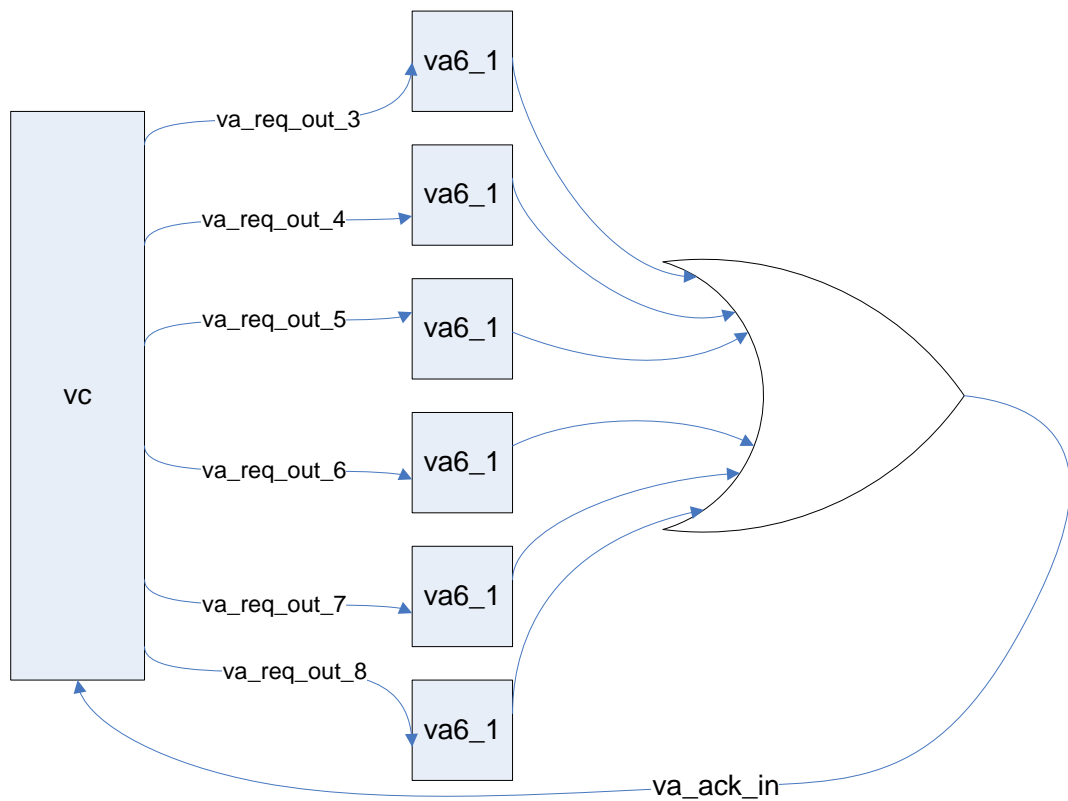 va6_1
va_req_out_3
va6_1
va_req_out_4
va6_1
va_req_out_5
vc
va6_1
va_req_out_6
va6_1
va_req_out_7
va_req_out_8
va6_1
va_ack_in